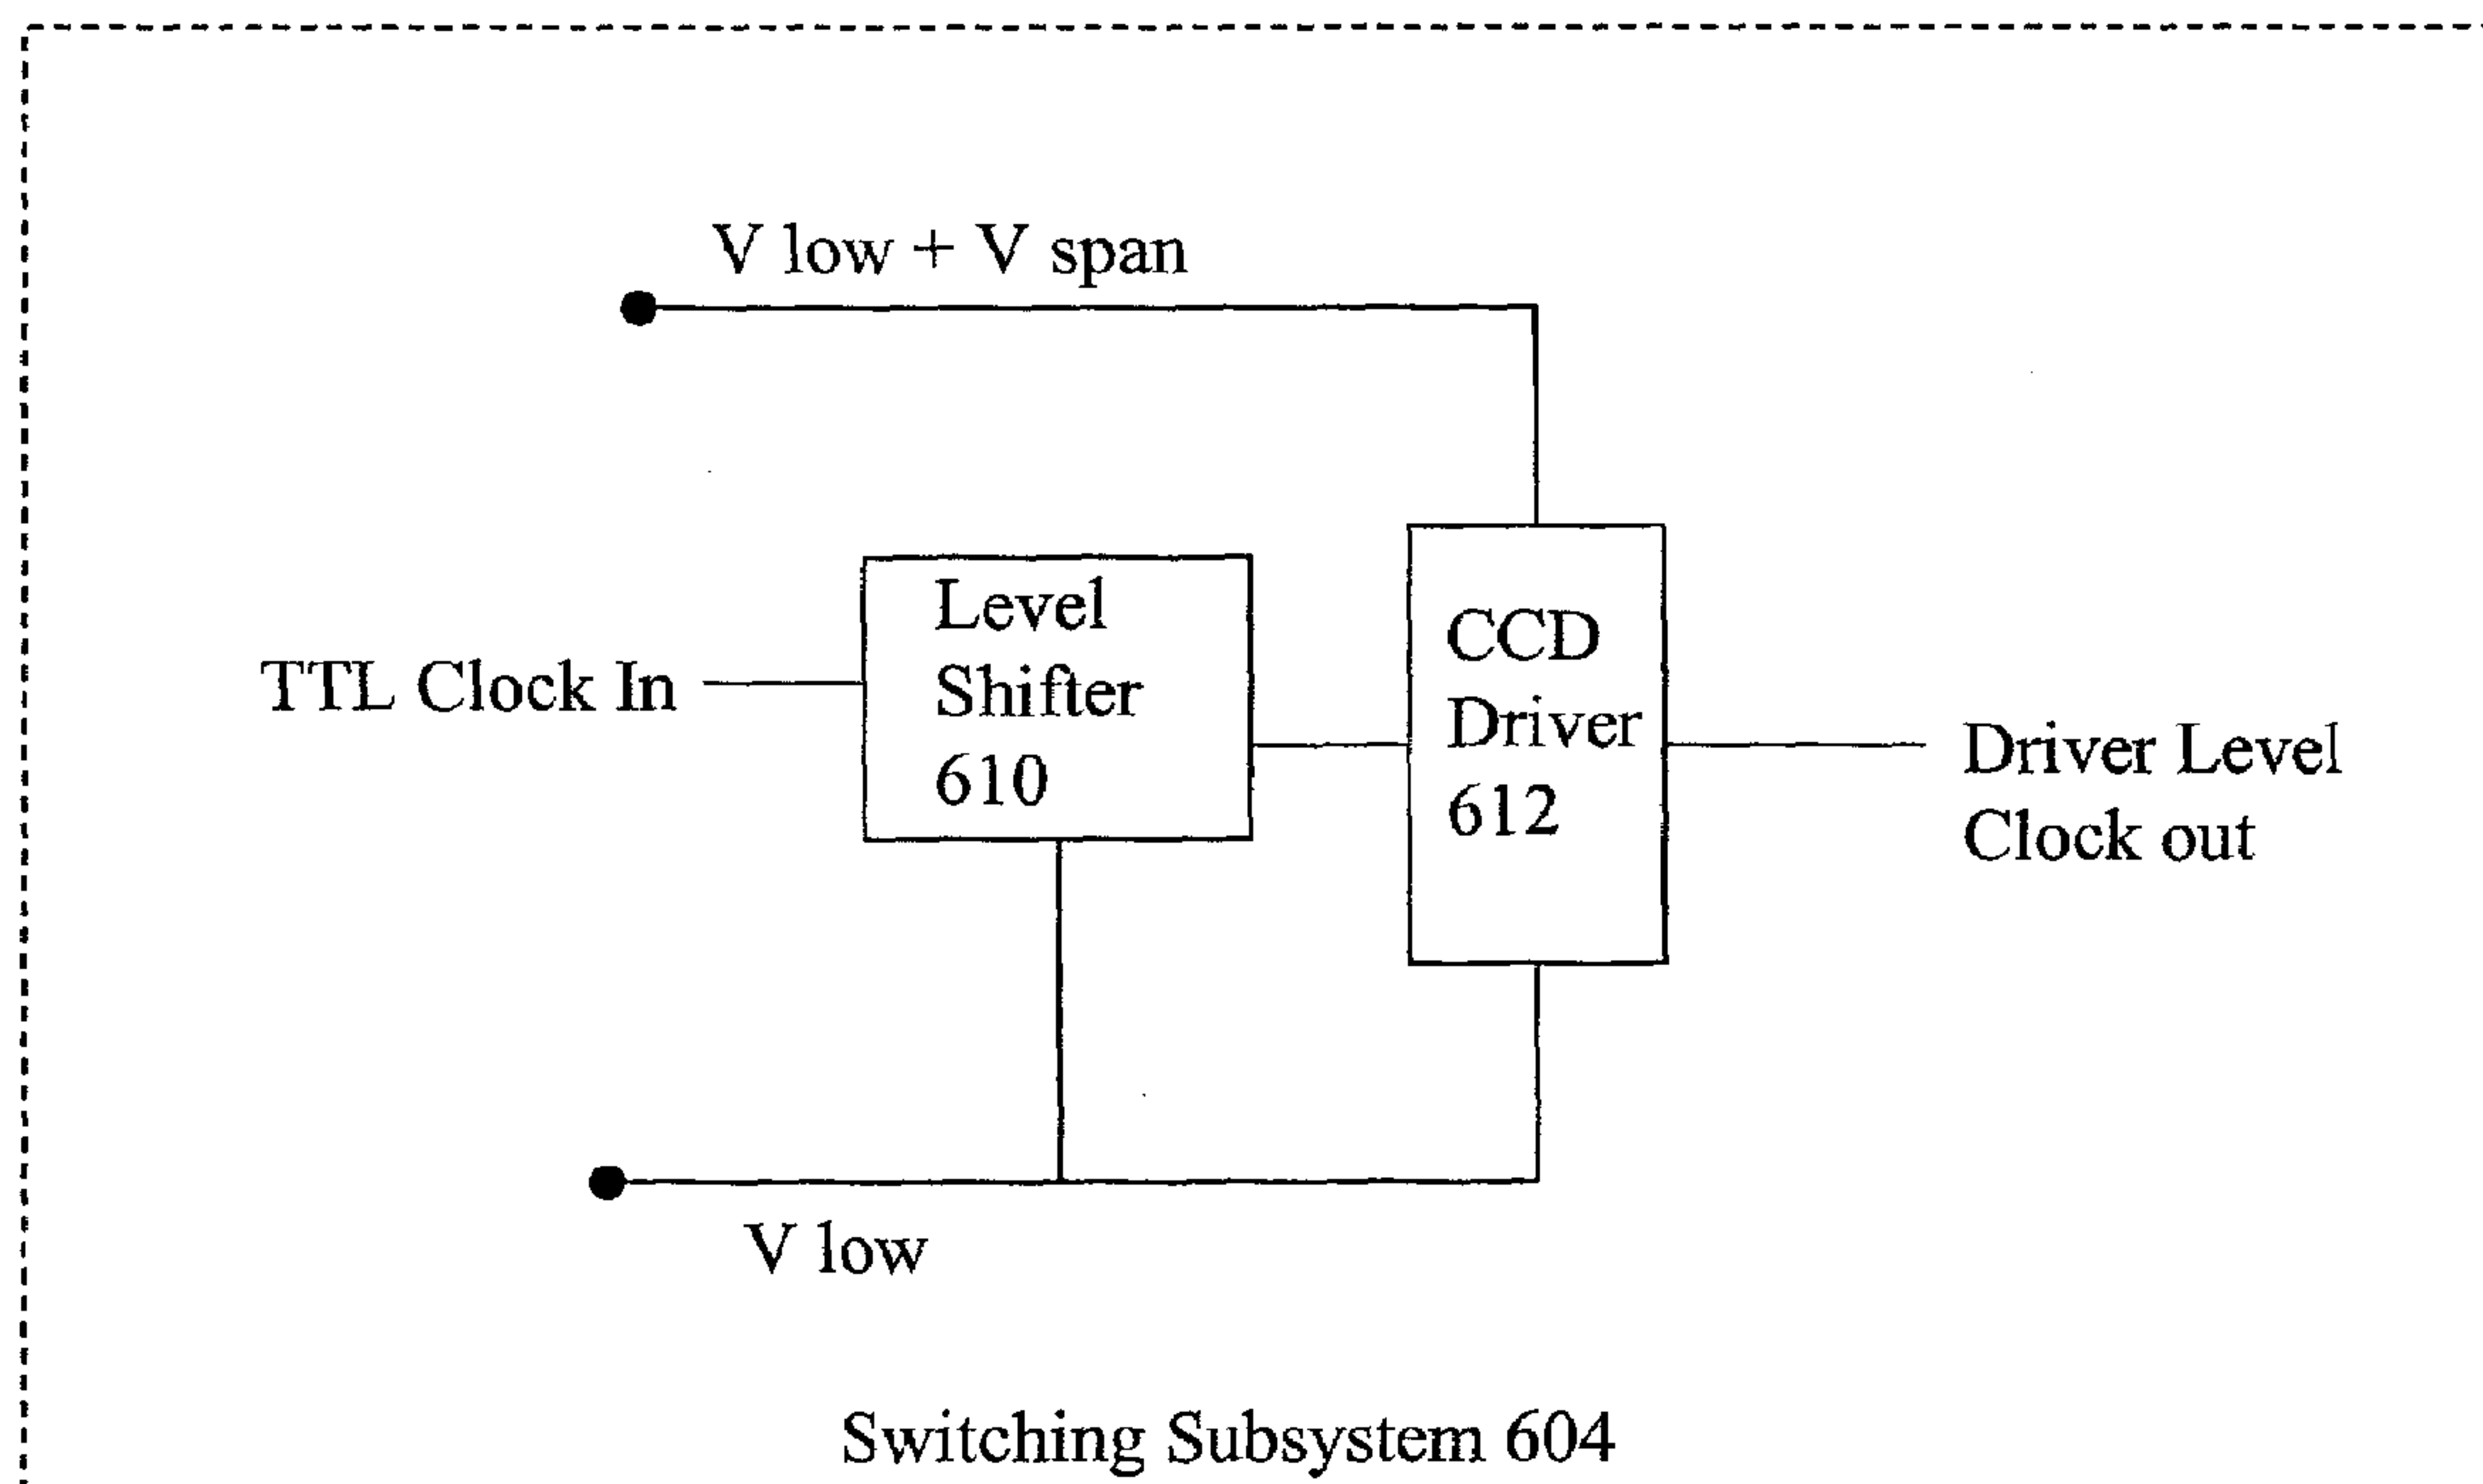 V low + V span
Level
Shifter
610
CCD
Driver
612
TTL Clock In
Driver Level
Clock out
V low
Switching Subsystem 604